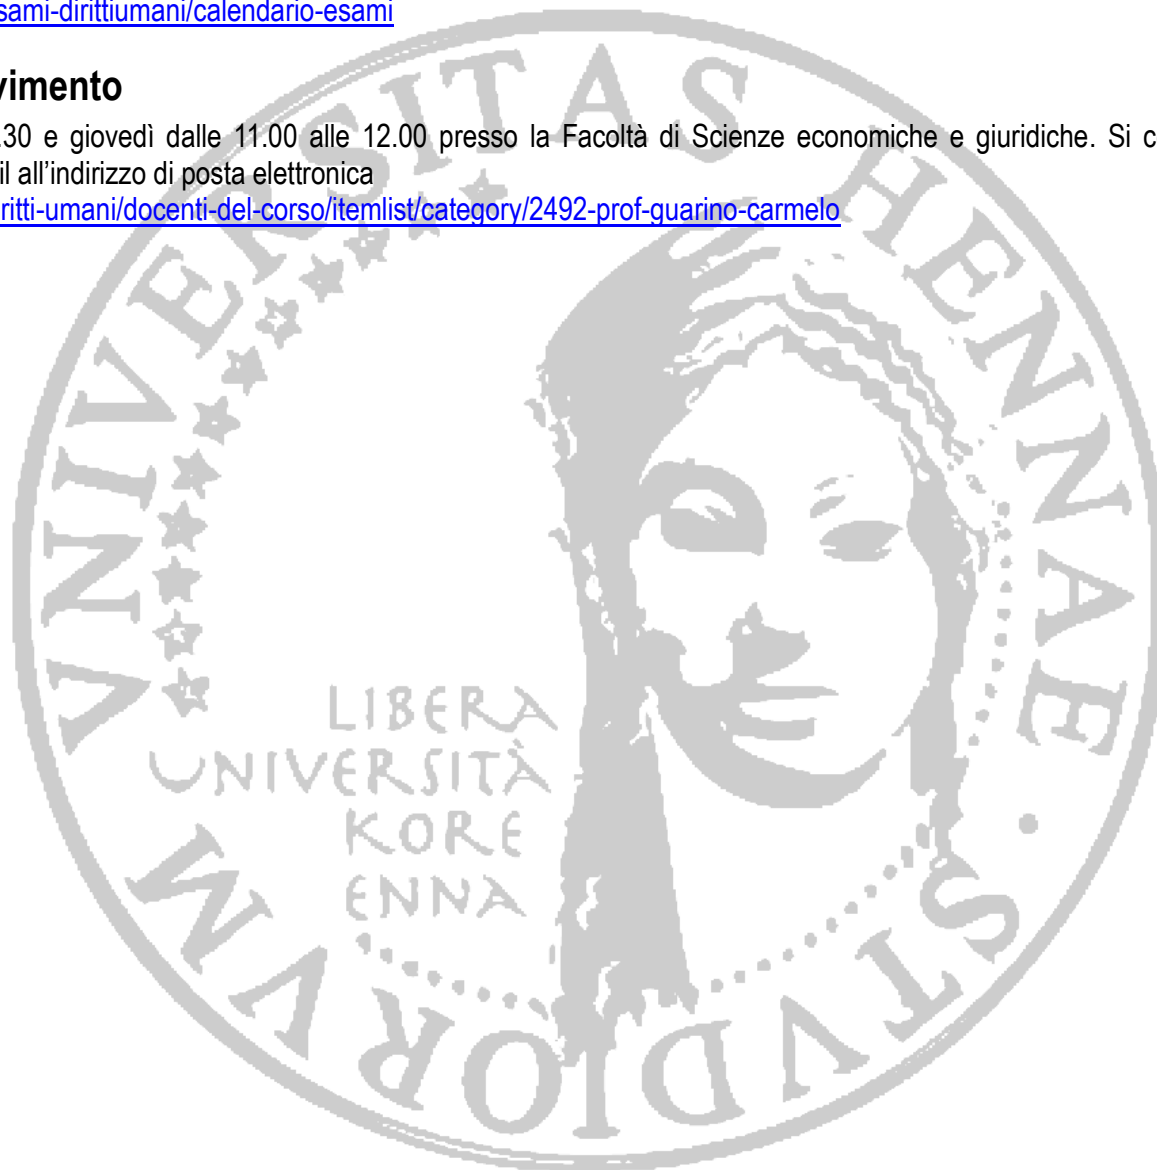 sami-dirittiumani/calendario-esami
vimento
.30 e giovedì dalle 11.00 alle 12.00 presso la Facoltà di Scienze economiche e giuridiche. Si c
il all’indirizzo di posta elettronica
ritti-umani/docenti-del-corso/itemlist/category/2492-prof-guarino-carmelo
VNIVERSITAS HENNAE • STVDIORVM
LIBERA
UNIVERSITÀ
KORE
ENNA